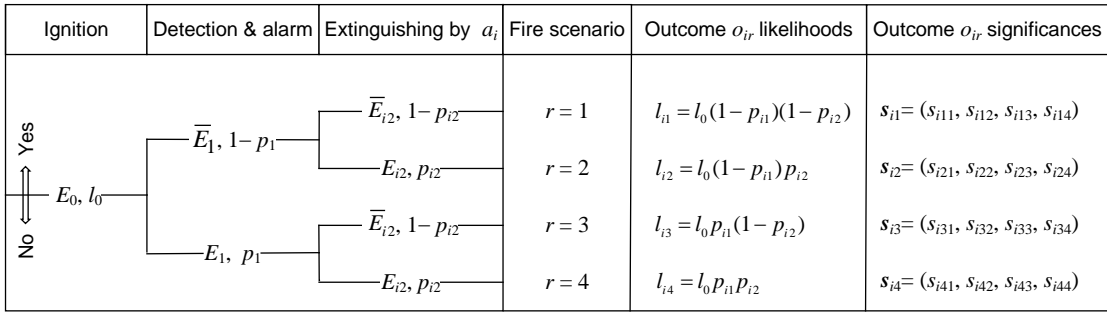 Ignition Detection & alarm Extinguishing by a_i Fire scenario Outcome o_ir likelihoods Outcome o_ir significances
E̅_i2, 1– p_i2 r = 1 l_i1 = l_0(1– p_i1)(1– p_i2) s_i1= (s_i11, s_i12, s_i13, s_i14)
Yes E̅_1, 1– p_1
E_i2, p_i2 r = 2 l_i2 = l_0(1– p_i1) p_i2 s_i2= (s_i21, s_i22, s_i23, s_i24)
E_0, l_0
No E̅_i2, 1– p_i2 r = 3 l_i3 = l_0 p_i1(1– p_i2) s_i3= (s_i31, s_i32, s_i33, s_i34)
E_1, p_1
E_i2, p_i2 r = 4 l_i4 = l_0 p_i1 p_i2 s_i4= (s_i41, s_i42, s_i43, s_i44)